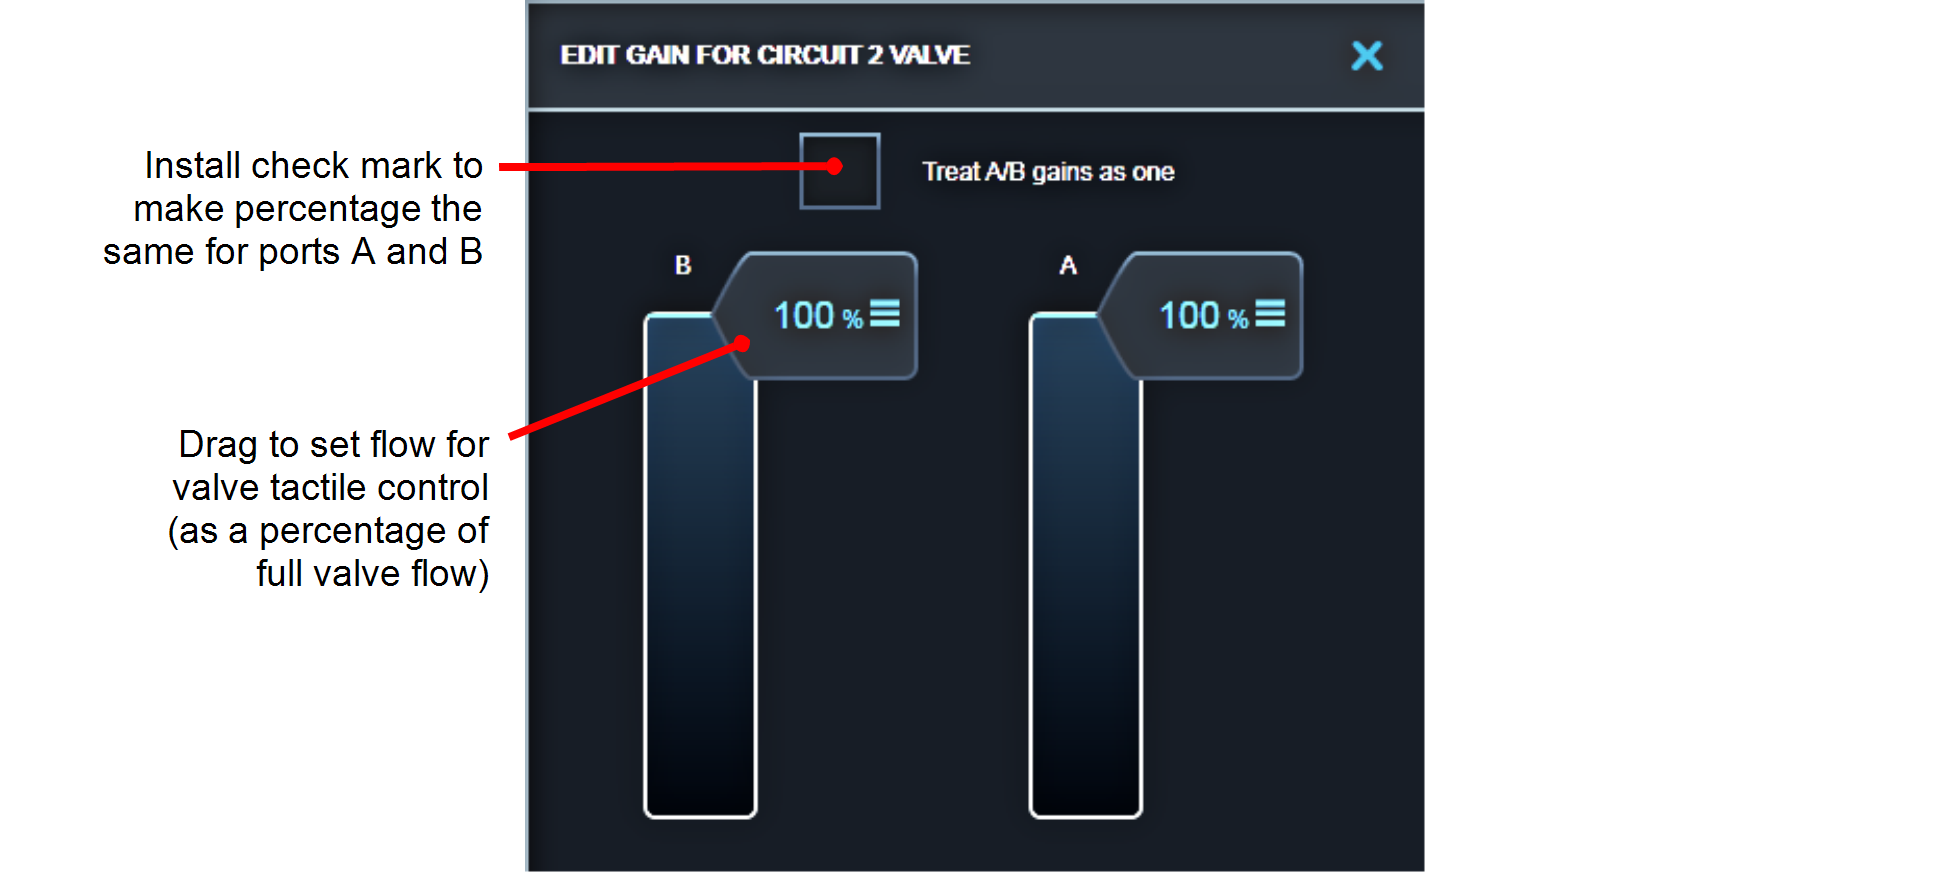 EDIT GAIN FOR CIRCUIT 2 VALVE
Install check mark to
make percentage the
same for ports A and B
Treat A/B gains as one
B
100 %
A
100 %
Drag to set flow for
valve tactile control
(as a percentage of
full valve flow)